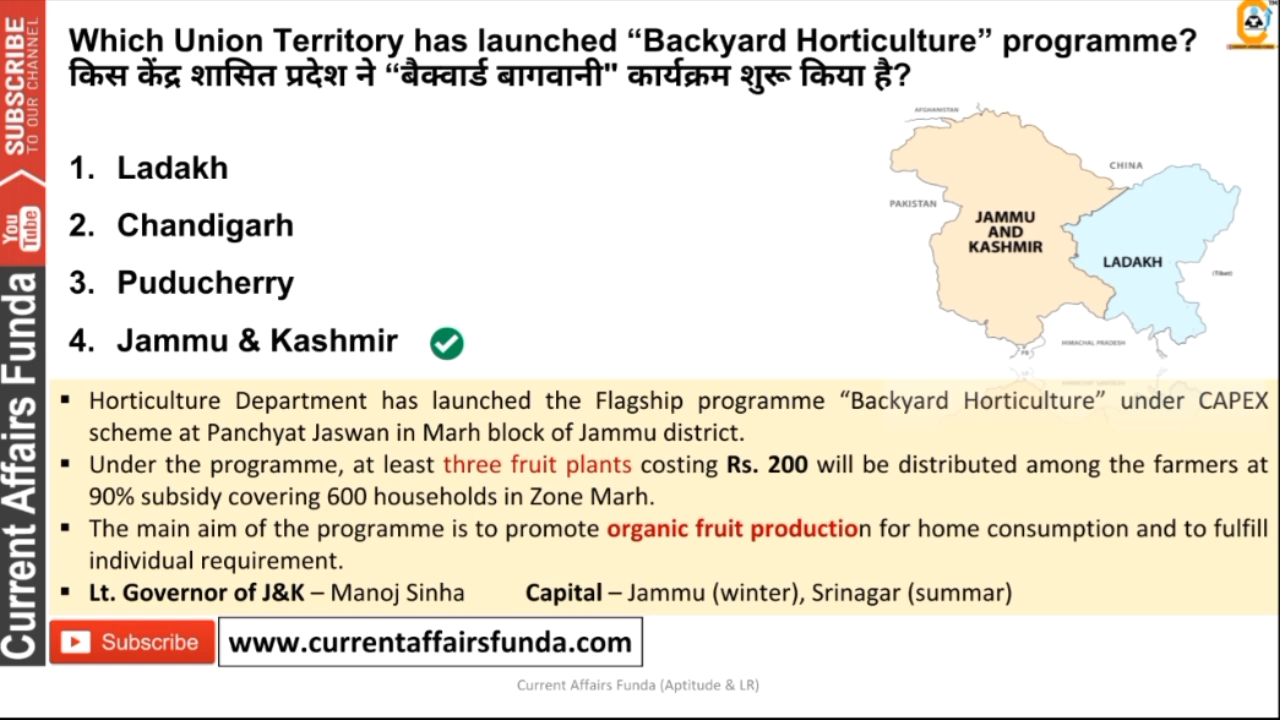 SUBSCRIBE
TO OUR CHANNEL
You
Tube
Current Affairs Funda
Which Union Territory has launched “Backyard Horticulture” programme?
किस केंद्र शासित प्रदेश ने “बैक्वार्ड बागवानी" कार्यक्रम शुरू किया है?
1. Ladakh
2. Chandigarh
3. Puducherry
4. Jammu & Kashmir
AFGHANISTAN
CHINA
PAKISTAN
JAMMU
AND
KASHMIR
LADAKH
(Tibet)
HIMACHAL PRADESH
PB
▪ Horticulture Department has launched the Flagship programme “Backyard Horticulture” under CAPEX
scheme at Panchyat Jaswan in Marh block of Jammu district.
▪ Under the programme, at least three fruit plants costing Rs. 200 will be distributed among the farmers at
90% subsidy covering 600 households in Zone Marh.
▪ The main aim of the programme is to promote organic fruit production for home consumption and to fulfill
individual requirement.
▪ Lt. Governor of J&K – Manoj Sinha Capital – Jammu (winter), Srinagar (summar)
Subscribe
www.currentaffairsfunda.com
Current Affairs Funda (Aptitude & LR)